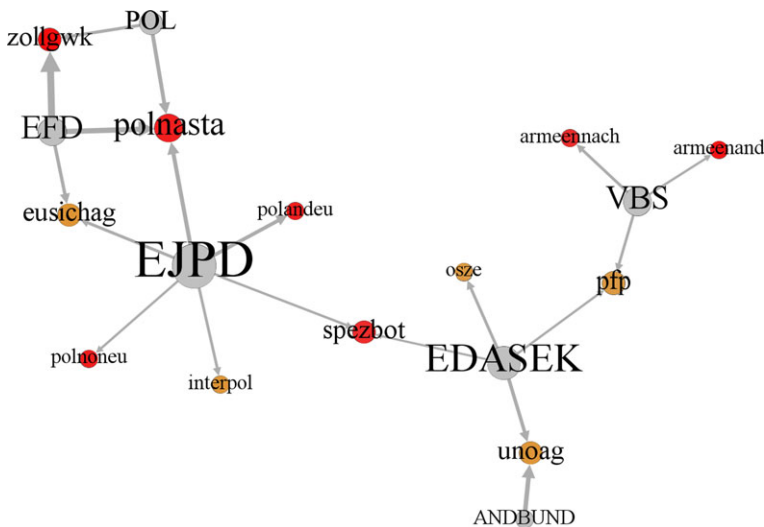 POL
zollgwk
EFD
polnasta
armeennach
armeenand
VBS
eusichag
polandeu
EJPD
osze
pfp
spezbot
polnoneu
EDASEK
interpol
unoag
ANDBUND